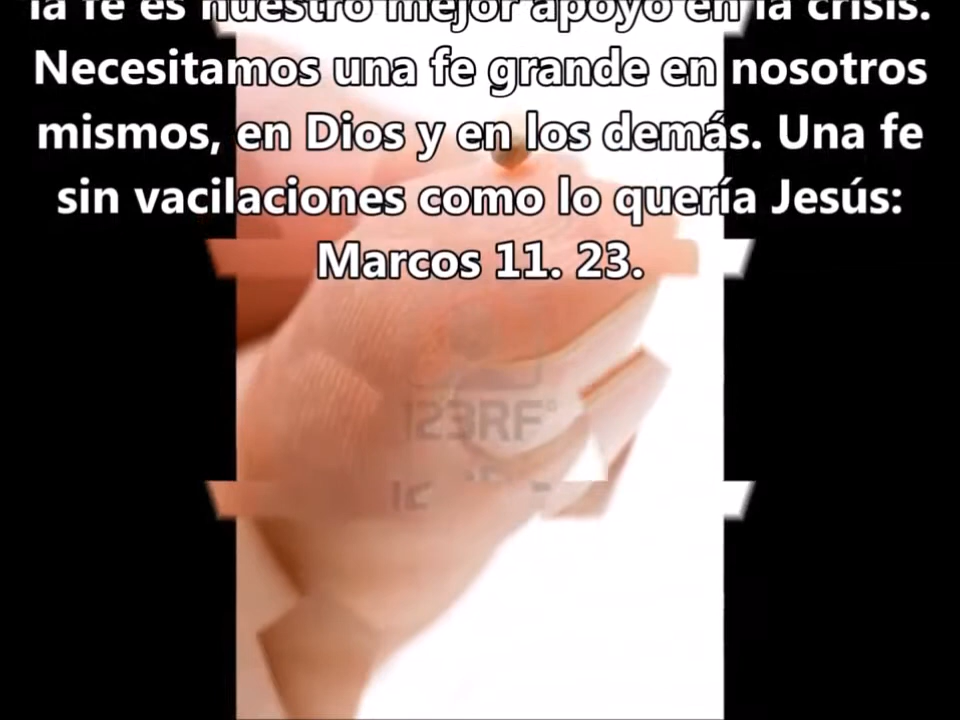 la fe es nuestro mejor apoyo en la crisis.
Necesitamos una fe grande en nosotros
mismos, en Dios y en los demás. Una fe
sin vacilaciones como lo quería Jesús:
Marcos 11. 23.
123RF°